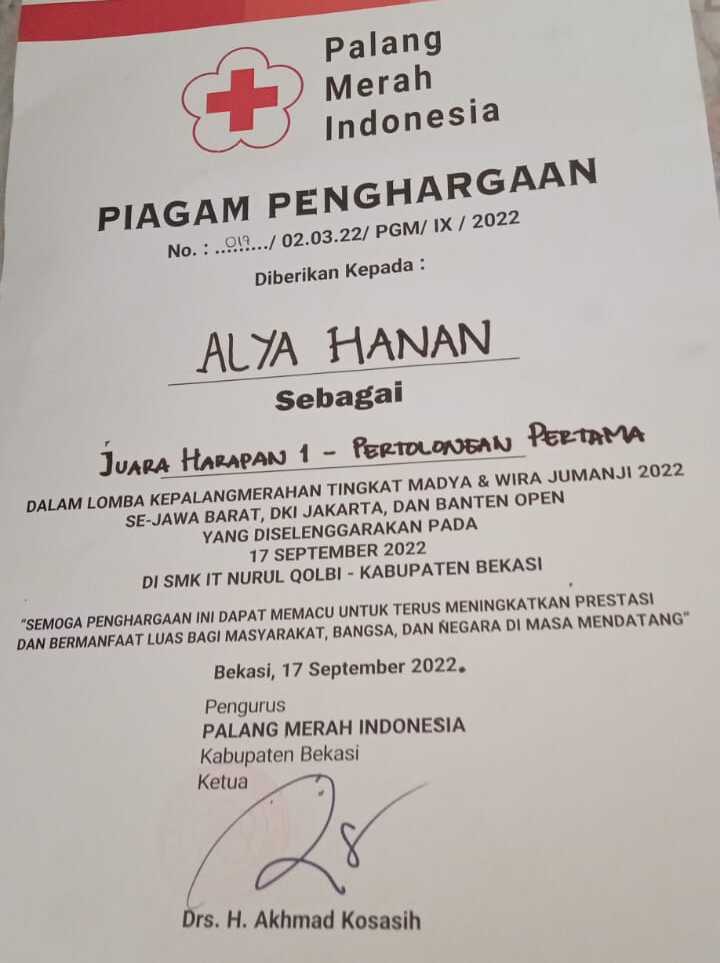 Palang
Merah
Indonesia
PIAGAM PENGHARGAAN
No. : ..019.../ 02.03.22/ PGM/ IX / 2022
Diberikan Kepada :
ALYA HANAN
Sebagai
JUARA HARAPAN 1 - PERTOLONGAN PERTAMA
DALAM LOMBA KEPALANGMERAHAN TINGKAT MADYA & WIRA JUMANJI 2022
SE-JAWA BARAT, DKI JAKARTA, DAN BANTEN OPEN
YANG DISELENGGARAKAN PADA
17 SEPTEMBER 2022
DI SMK IT NURUL QOLBI - KABUPATEN BEKASI
"SEMOGA PENGHARGAAN INI DAPAT MEMACU UNTUK TERUS MENINGKATKAN PRESTASI
DAN BERMANFAAT LUAS BAGI MASYARAKAT, BANGSA, DAN NEGARA DI MASA MENDATANG"
Bekasi, 17 September 2022.
Pengurus
PALANG MERAH INDONESIA
Kabupaten Bekasi
Ketua
Drs. H. Akhmad Kosasih